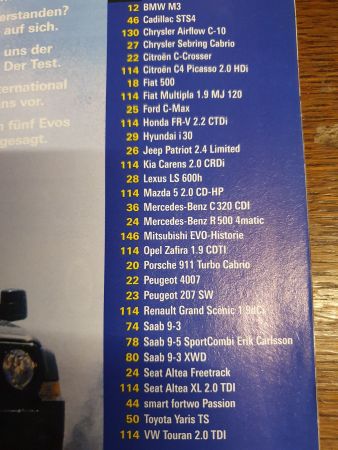 erstanden?
auf sich.
uns der
Der Test.
ternational
ns vor.
n fünf Evos
gesagt.
12 BMW M3
46 Cadillac STS4
130 Chrysler Airflow C-10
27 Chrysler Sebring Cabrio
22 Citroën C-Crosser
114 Citroën C4 Picasso 2.0 HDi
18 Fiat 500
114 Fiat Multipla 1.9 MJ 120
25 Ford C-Max
114 Honda FR-V 2.2 CTDi
29 Hyundai i30
26 Jeep Patriot 2.4 Limited
114 Kia Carens 2.0 CRDi
28 Lexus LS 600h
114 Mazda 5 2.0 CD-HP
36 Mercedes-Benz C 320 CDI
24 Mercedes-Benz R 500 4matic
146 Mitsubishi EVO-Historie
114 Opel Zafira 1.9 CDTI
20 Porsche 911 Turbo Cabrio
22 Peugeot 4007
23 Peugeot 207 SW
114 Renault Grand Scénic 1.9dCi
74 Saab 9-3
78 Saab 9-5 SportCombi Erik Carlsson
80 Saab 9-3 XWD
24 Seat Altea Freetrack
114 Seat Altea XL 2.0 TDI
44 smart fortwo Passion
50 Toyota Yaris TS
114 VW Touran 2.0 TDI